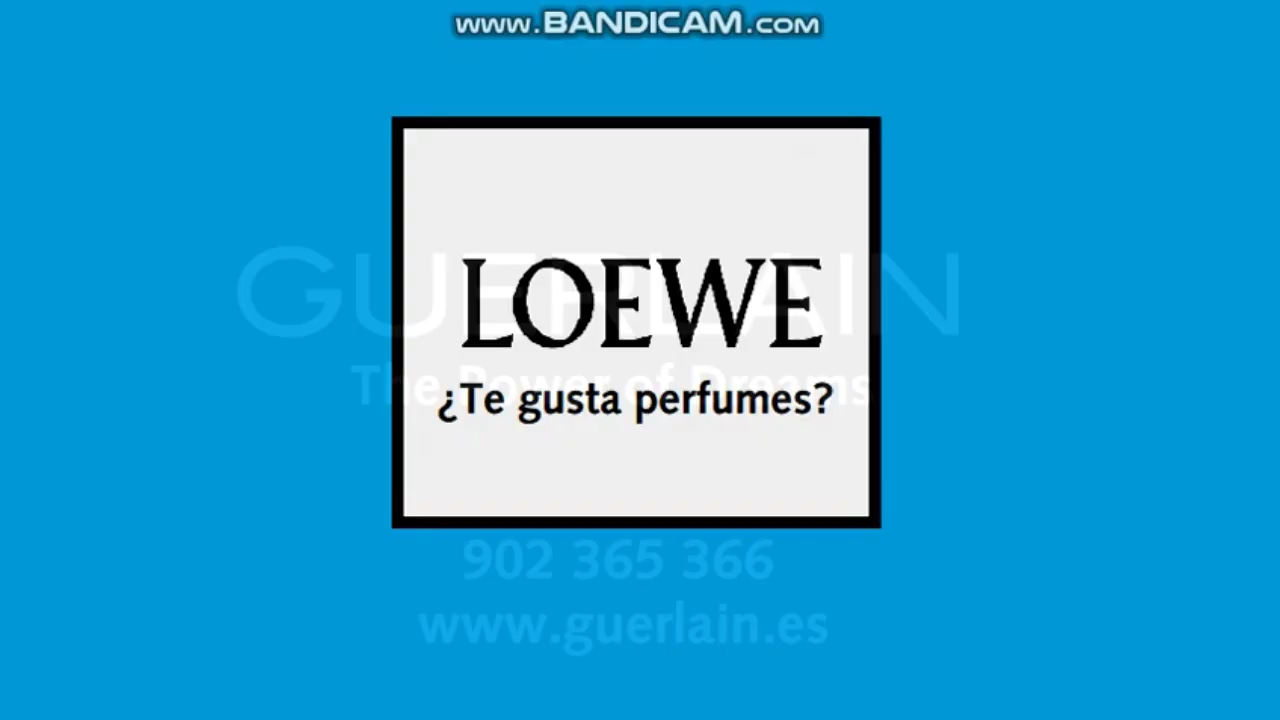 www.BANDICAM.com
GUERLAIN
LOEWE
The Power of Dreams
¿Te gusta perfumes?
902 365 366
www.guerlain.es